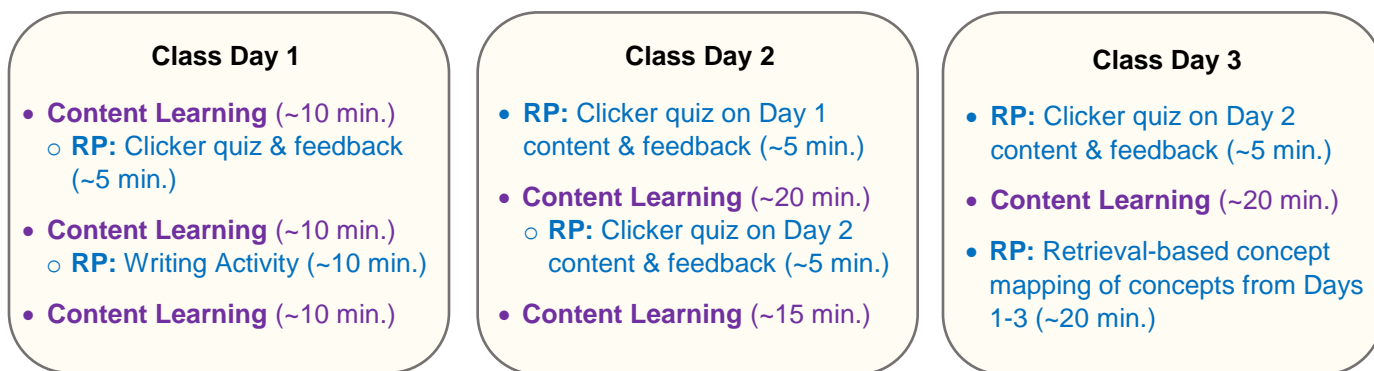 Class Day 1
• Content Learning (~10 min.)
o RP: Clicker quiz & feedback
(~5 min.)
• Content Learning (~10 min.)
o RP: Writing Activity (~10 min.)
• Content Learning (~10 min.)
Class Day 2
• RP: Clicker quiz on Day 1
content & feedback (~5 min.)
• Content Learning (~20 min.)
o RP: Clicker quiz on Day 2
content & feedback (~5 min.)
• Content Learning (~15 min.)
Class Day 3
• RP: Clicker quiz on Day 2
content & feedback (~5 min.)
• Content Learning (~20 min.)
• RP: Retrieval-based concept
mapping of concepts from Days
1-3 (~20 min.)